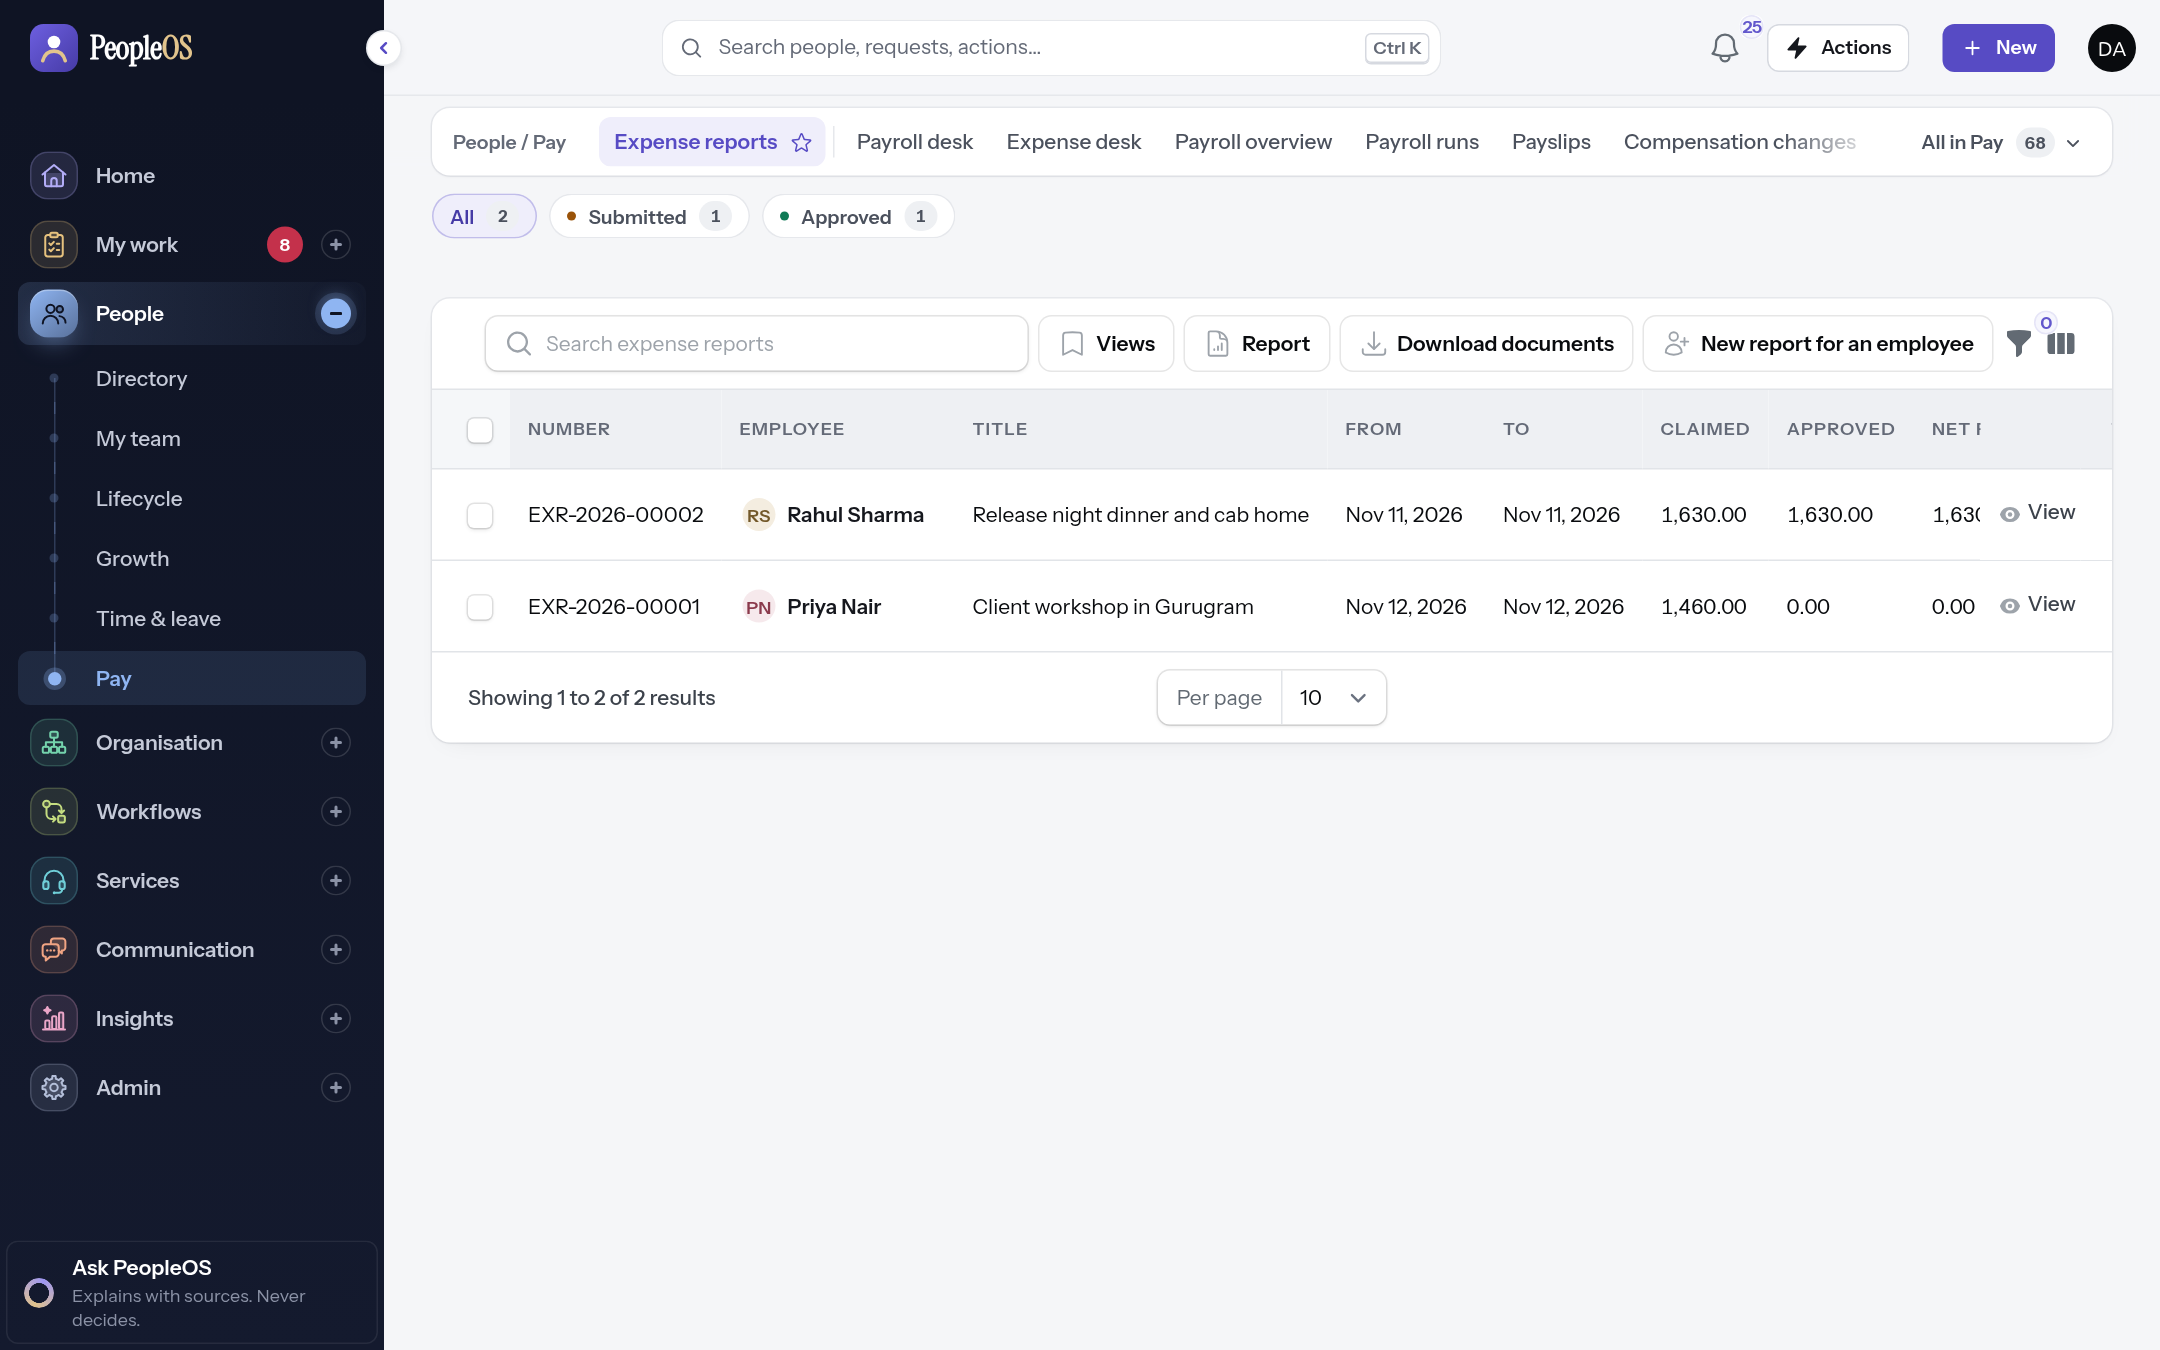 PeopleOS
Search people, requests, actions...
Ctrl K
25
Actions
New
DA
Home
My work
8
People
Directory
My team
Lifecycle
Growth
Time & leave
Pay
Organisation
Workflows
Services
Communication
Insights
Admin
Ask PeopleOS
Explains with sources. Never
decides.
People / Pay
Expense reports
Payroll desk
Expense desk
Payroll overview
Payroll runs
Payslips
Compensation changes
All in Pay
68
All 2
Submitted 1
Approved 1
Search expense reports
Views
Report
Download documents
New report for an employee
0
NUMBER EMPLOYEE TITLE FROM TO CLAIMED APPROVED NET
EXR-2026-00002 RS Rahul Sharma Release night dinner and cab home Nov 11, 2026 Nov 11, 2026 1,630.00 1,630.00 View
EXR-2026-00001 PN Priya Nair Client workshop in Gurugram Nov 12, 2026 Nov 12, 2026 1,460.00 0.00 0.00 View
Showing 1 to 2 of 2 results
Per page 10